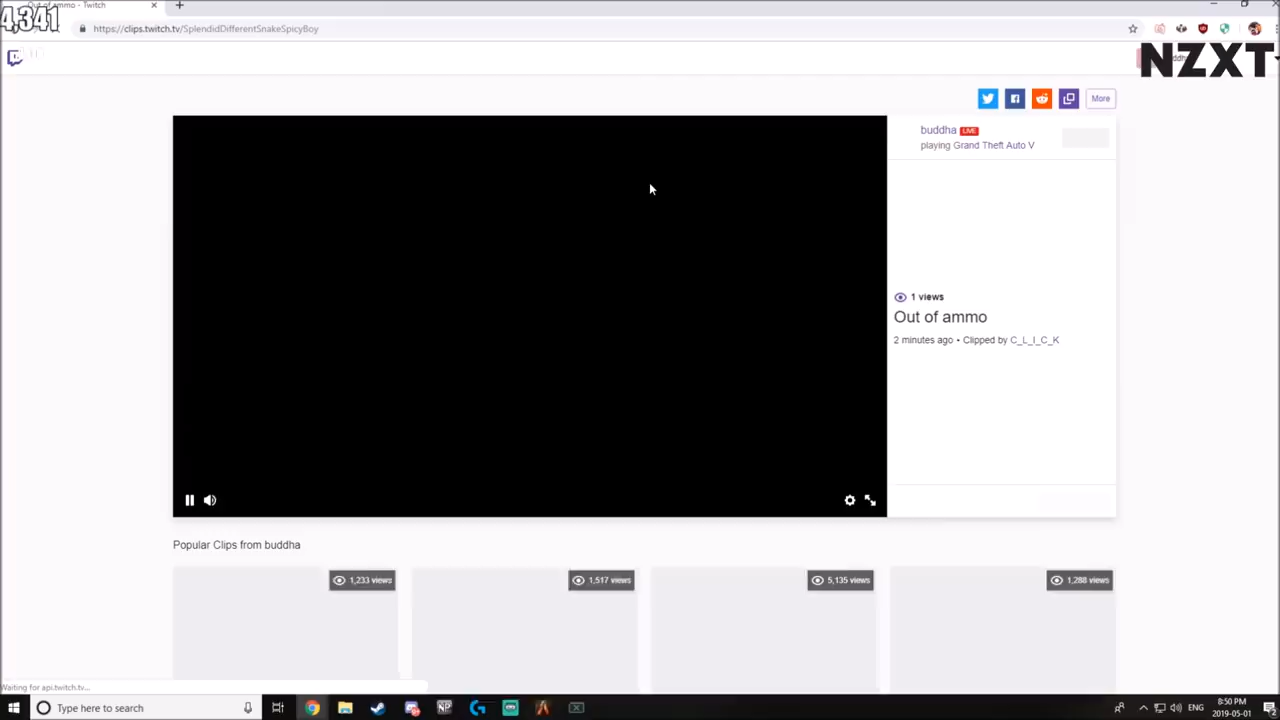 4,341
Out of ammo - Twitch
https://clips.twitch.tv/SplendidDifferentSnakeSpicyBoy
NZXT
More
buddha LIVE
playing Grand Theft Auto V
1 views
Out of ammo
2 minutes ago • Clipped by C_L_I_C_K
Popular Clips from buddha
1,233 views
1,517 views
5,135 views
1,288 views
Waiting for api.twitch.tv...
Type here to search
NP
ENG
8:50 PM
2019-05-01